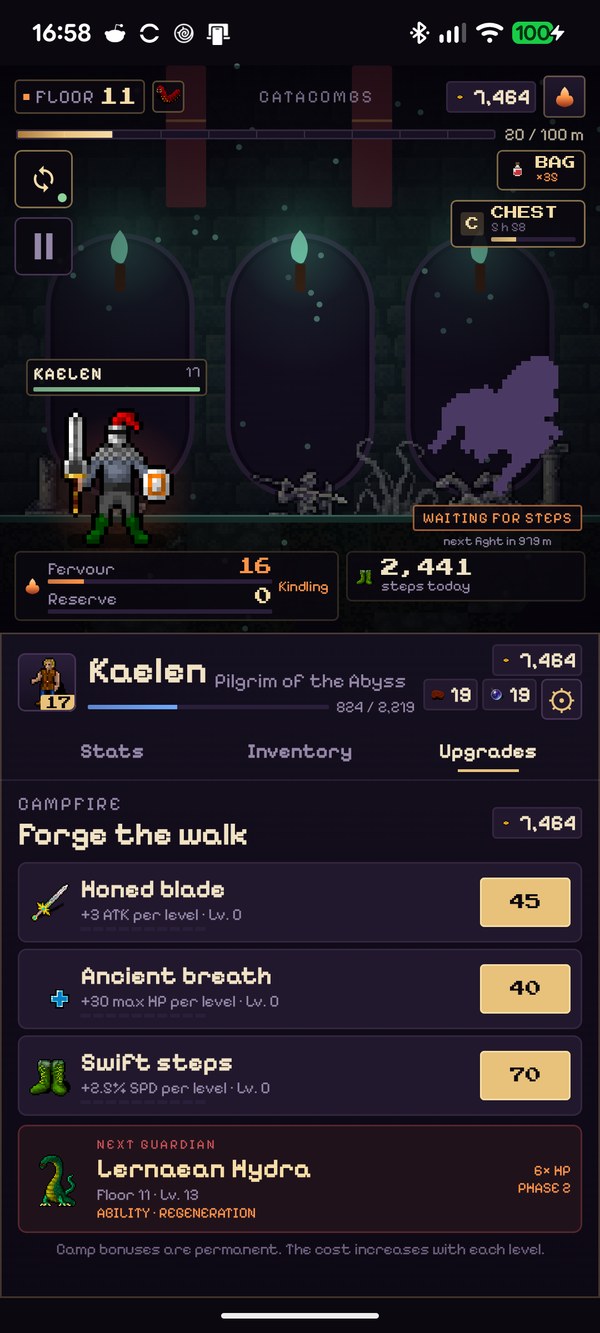 16:58
100
FLOOR 11
CATACOMBS
7,464
20 / 100 m
BAG
×39
C CHEST
5h 58
KAELEN 17
WAITING FOR STEPS
next fight in 979 m
Fervour 16
Kindling
Reserve 0
2,441
steps today
7,464
Kaelen Pilgrim of the Abyss
17
824 / 2,219
19
19
Stats
Inventory
Upgrades
CAMPFIRE
Forge the walk
7,464
Honed blade
+3 ATK per level · Lv. 0
45
Ancient breath
+30 max HP per level · Lv. 0
40
Swift steps
+2.5% SPD per level · Lv. 0
70
NEXT GUARDIAN
Lernaean Hydra
Floor 11 · Lv. 13
ABILITY · REGENERATION
6× HP
PHASE 2
Camp bonuses are permanent. The cost increases with each level.